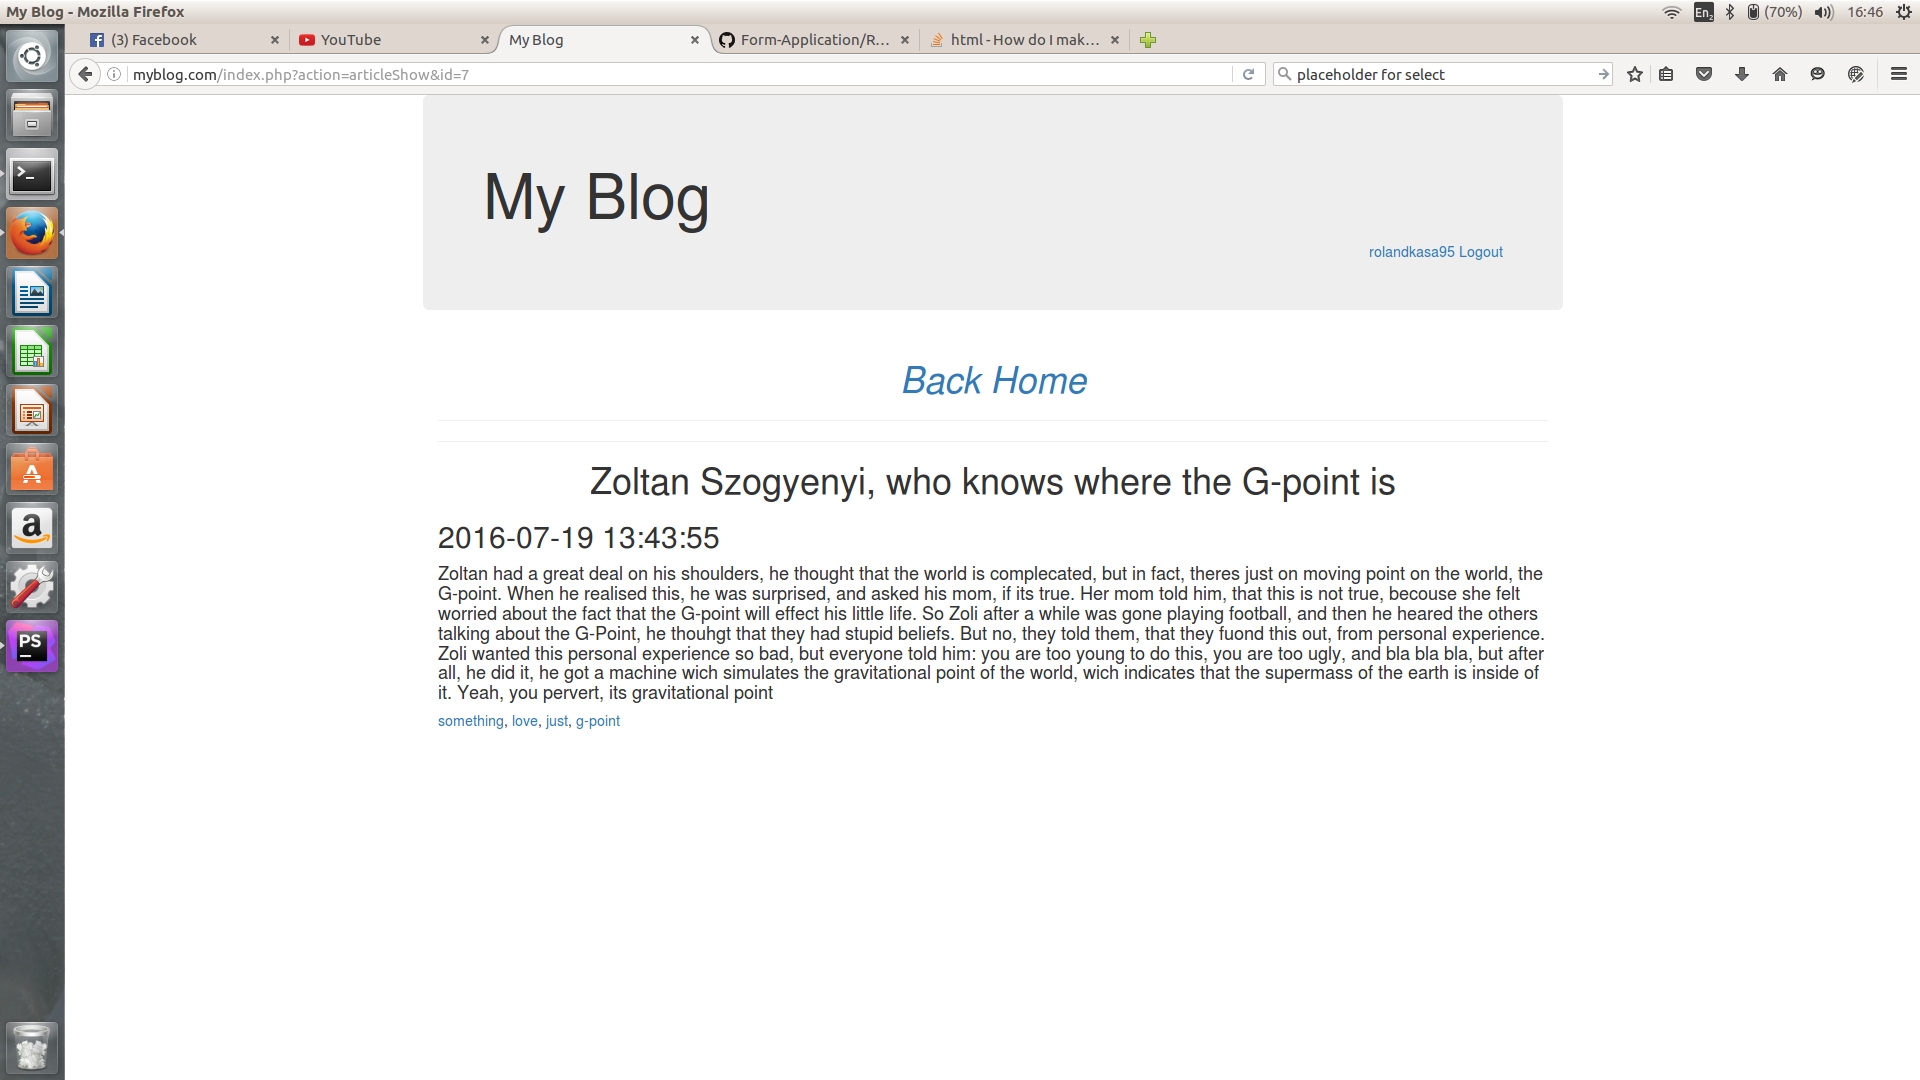 My Blog - Mozilla Firefox
En2 (70%) 16:46
(3) Facebook
YouTube
My Blog
Form-Application/R...
html - How do I mak...
myblog.com/index.php?action=articleShow&id=7
placeholder for select
My Blog
rolandkasa95 Logout
Back Home
Zoltan Szogyenyi, who knows where the G-point is
2016-07-19 13:43:55
Zoltan had a great deal on his shoulders, he thought that the world is complecated, but in fact, theres just on moving point on the world, the
G-point. When he realised this, he was surprised, and asked his mom, if its true. Her mom told him, that this is not true, becouse she felt
worried about the fact that the G-point will effect his little life. So Zoli after a while was gone playing football, and then he heared the others
talking about the G-Point, he thouhgt that they had stupid beliefs. But no, they told them, that they fuond this out, from personal experience.
Zoli wanted this personal experience so bad, but everyone told him: you are too young to do this, you are too ugly, and bla bla bla, but after
all, he did it, he got a machine wich simulates the gravitational point of the world, wich indicates that the supermass of the earth is inside of
it. Yeah, you pervert, its gravitational point
something, love, just, g-point
a
PS